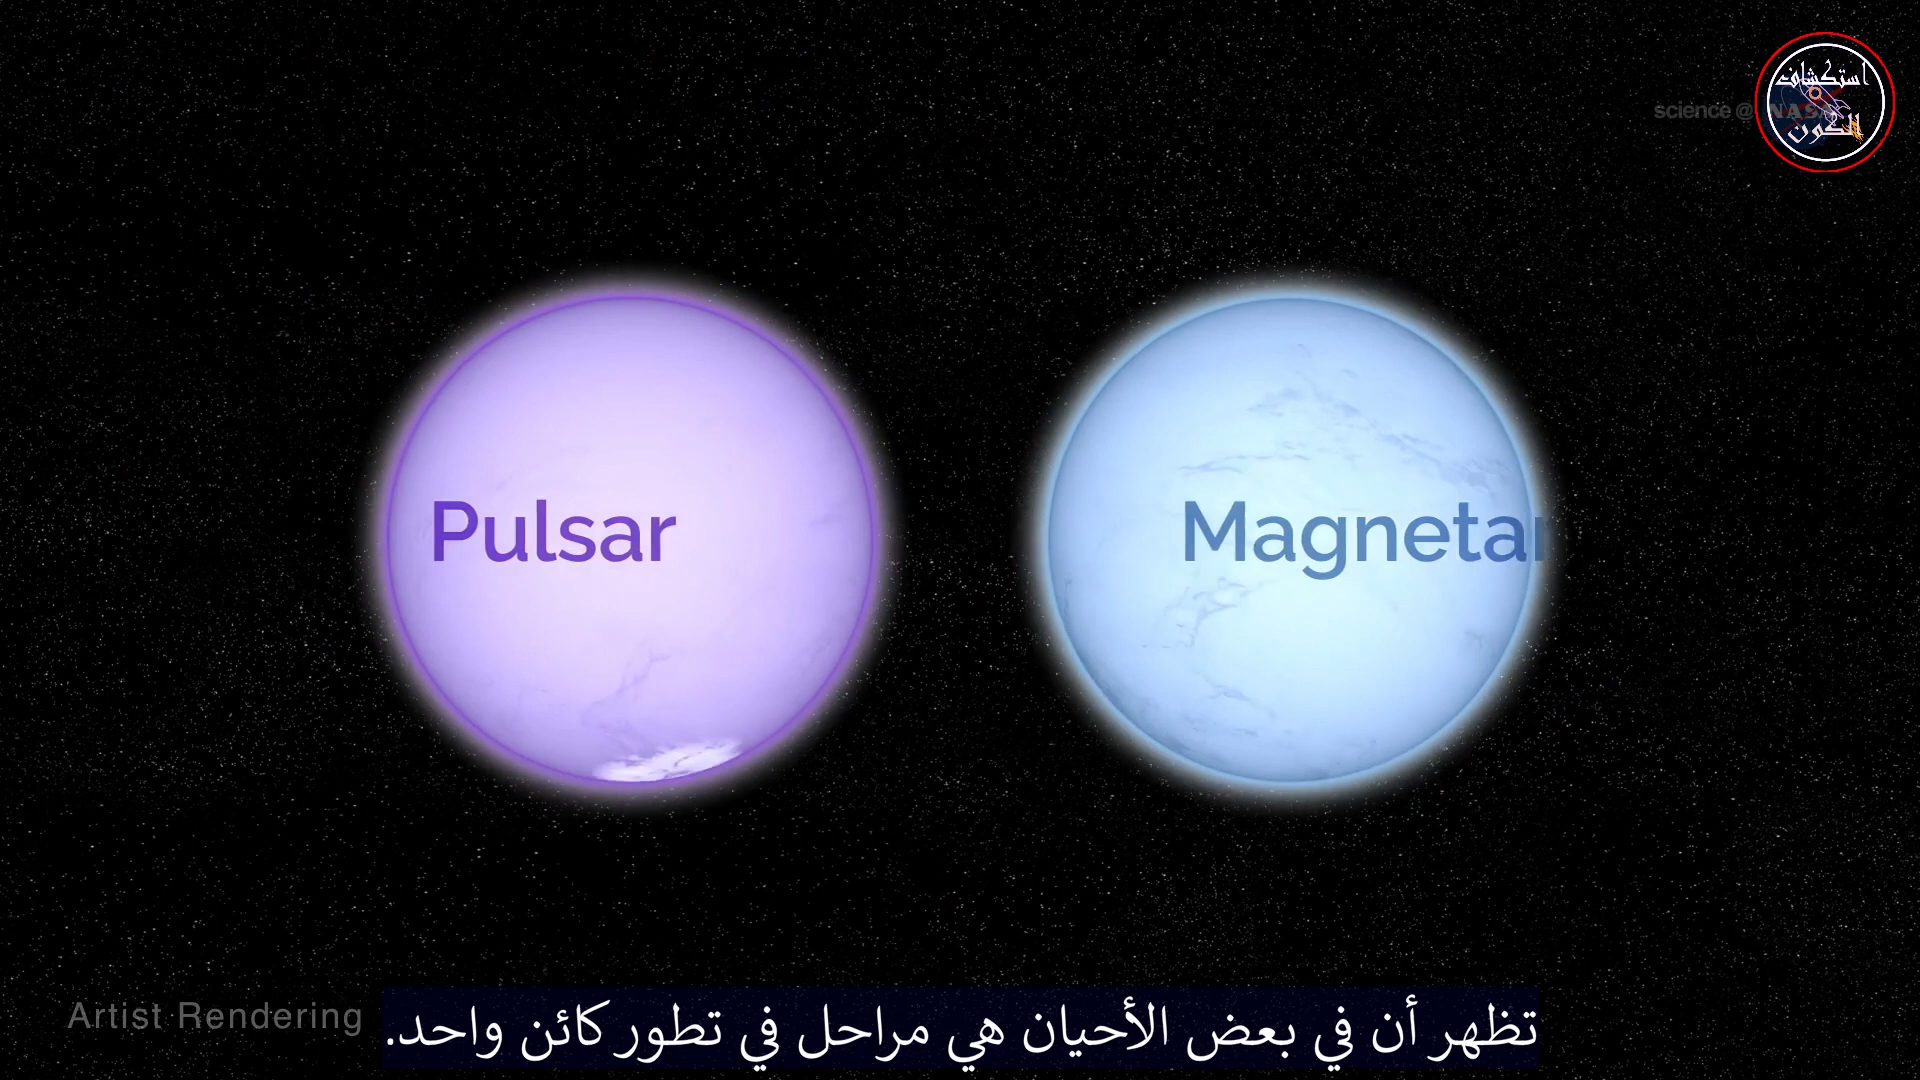 استكشاف
الكون
science @ NASA
Pulsar
Magnetar
Artist Rendering
تظهر أن في بعض الأحيان هي مراحل في تطور كائن واحد.